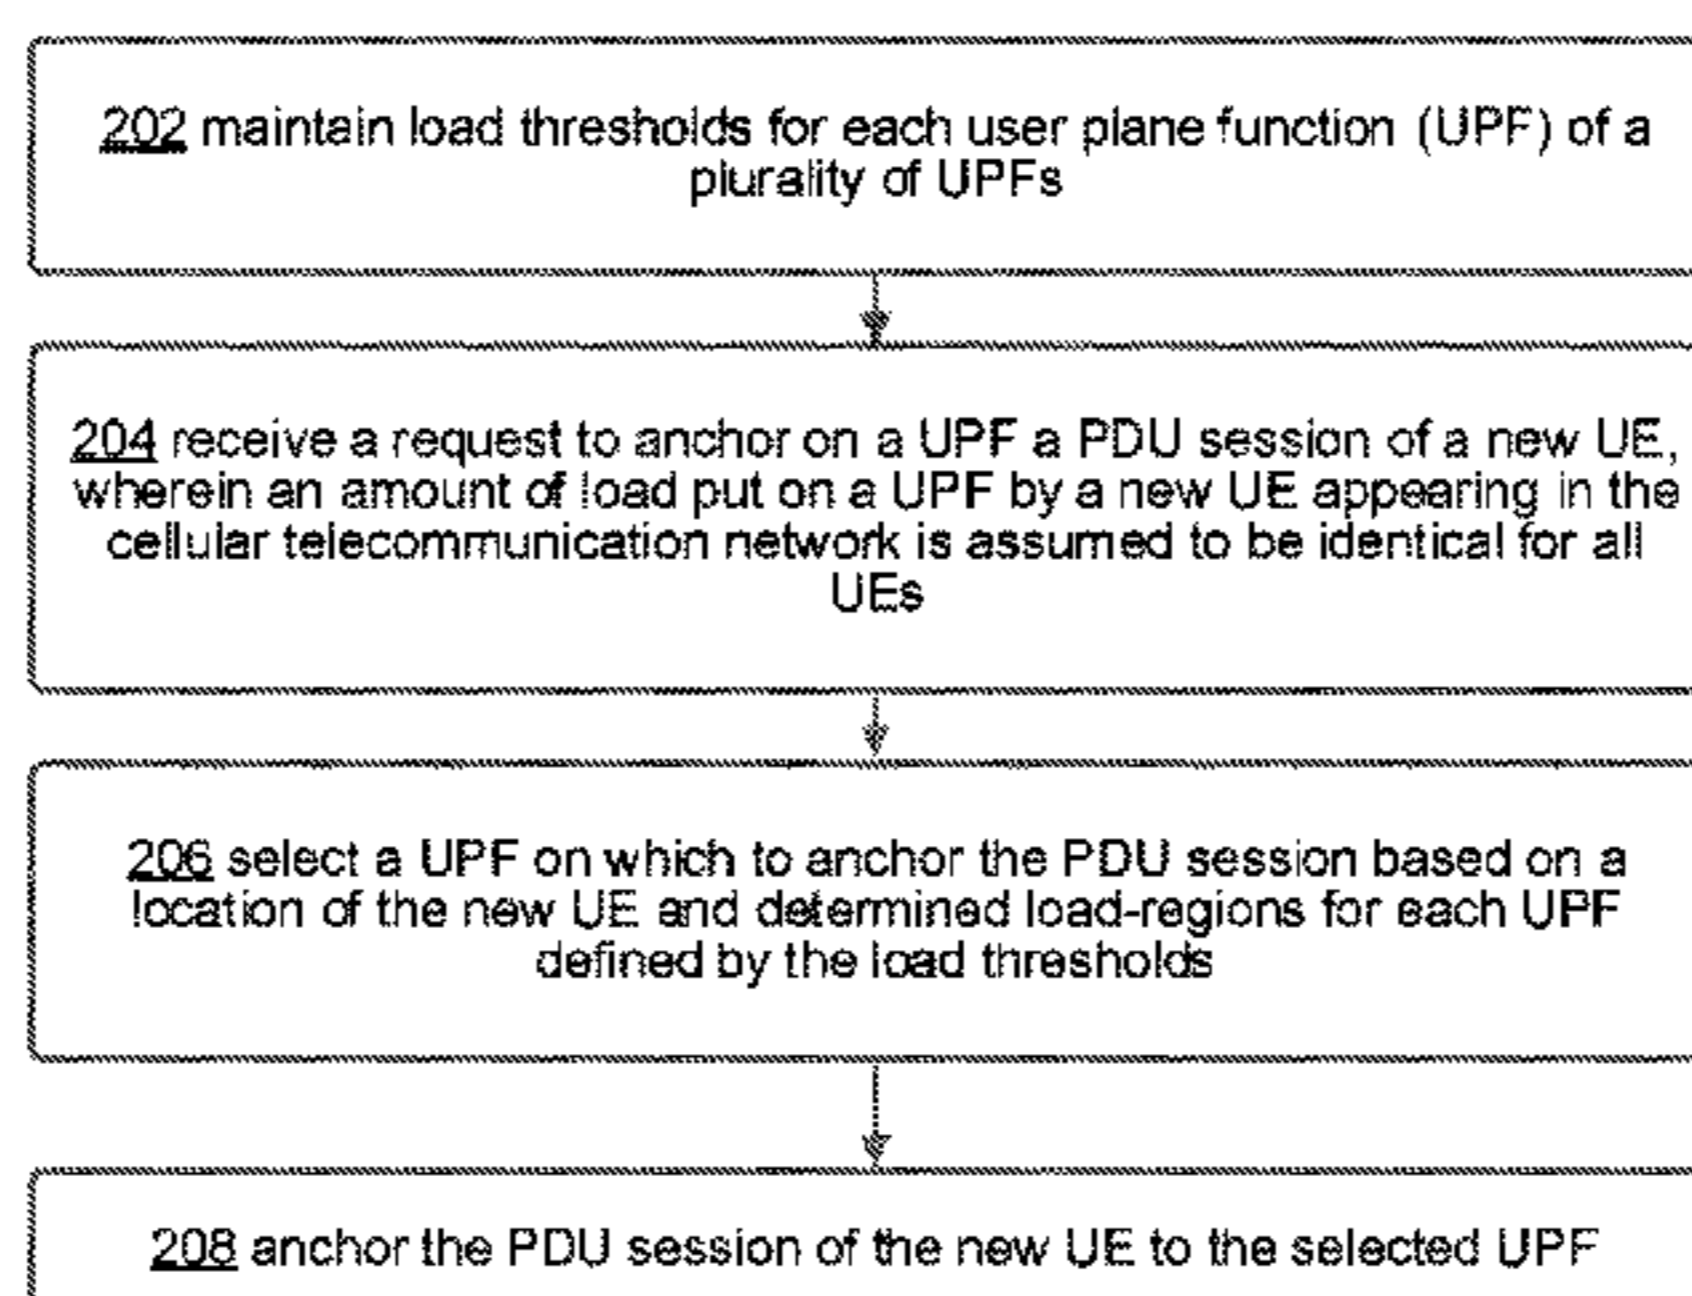 202 maintain load thresholds for each user plane function (UPF) of a
plurality of UPFs
204 receive a request to anchor on a UPF a PDU session of a new UE,
wherein an amount of load put on a UPF by a new UE appearing in the
cellular telecommunication network is assumed to be identical for all
UEs
206 select a UPF on which to anchor the PDU session based on a
location of the new UE and determined load-regions for each UPF
defined by the load thresholds
208 anchor the PDU session of the new UE to the selected UPF